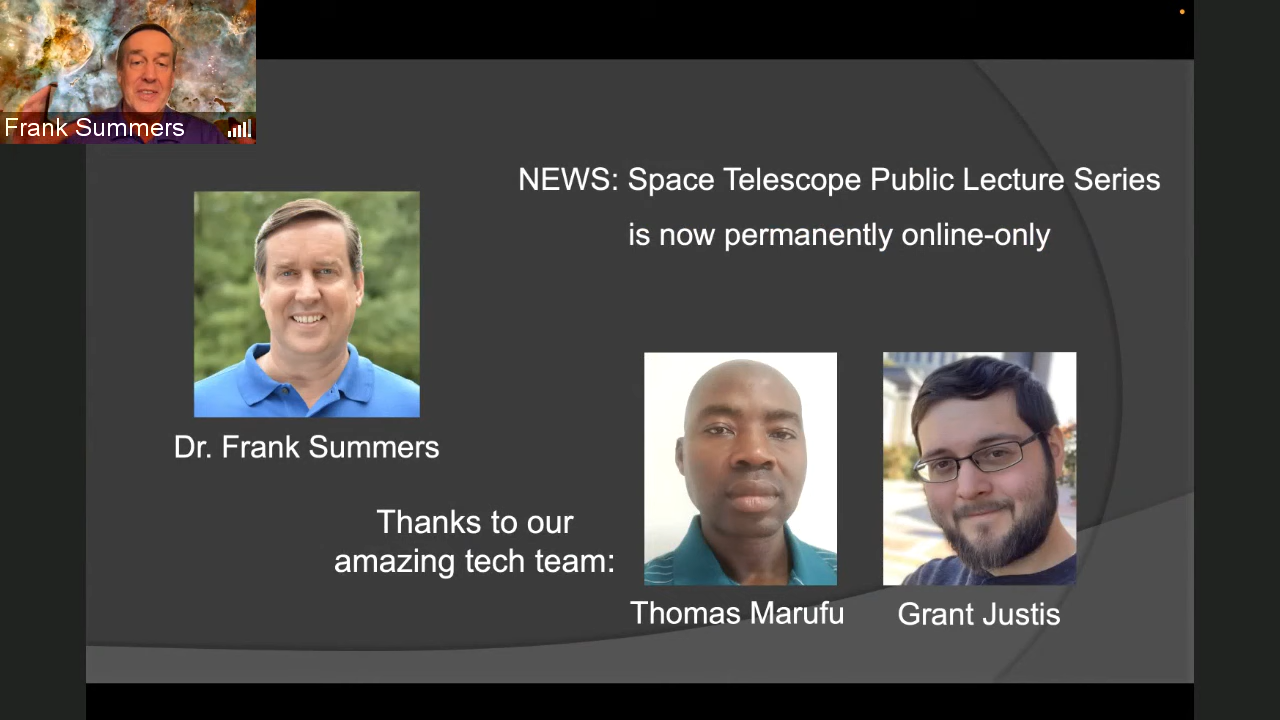 Frank Summers
NEWS: Space Telescope Public Lecture Series
is now permanently online-only
Dr. Frank Summers
Thanks to our
amazing tech team:
Thomas Marufu
Grant Justis